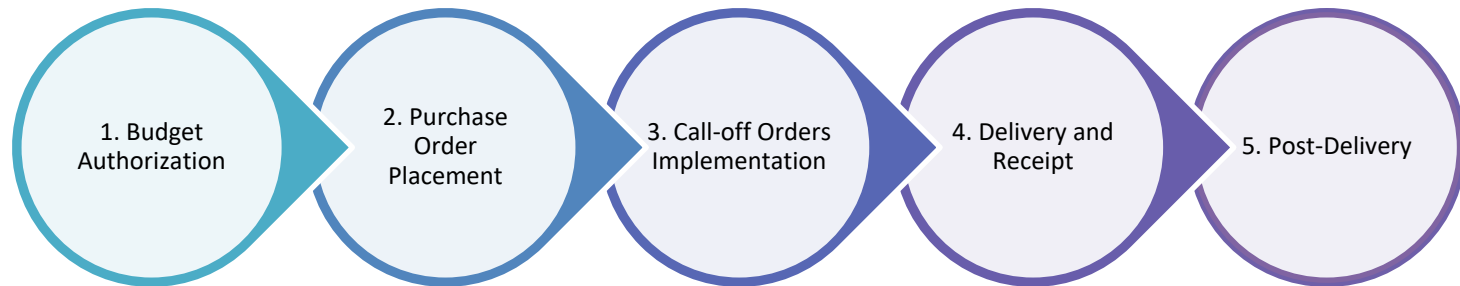 1. Budget
Authorization
2. Purchase
Order
Placement
3. Call-off Orders
Implementation
4. Delivery and
Receipt
5. Post-Delivery